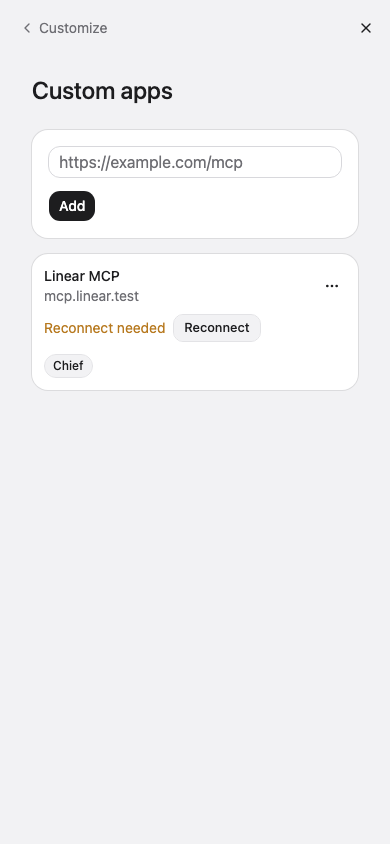 Customize
Custom apps
https://example.com/mcp
Add
Linear MCP
mcp.linear.test
Reconnect needed Reconnect
Chief